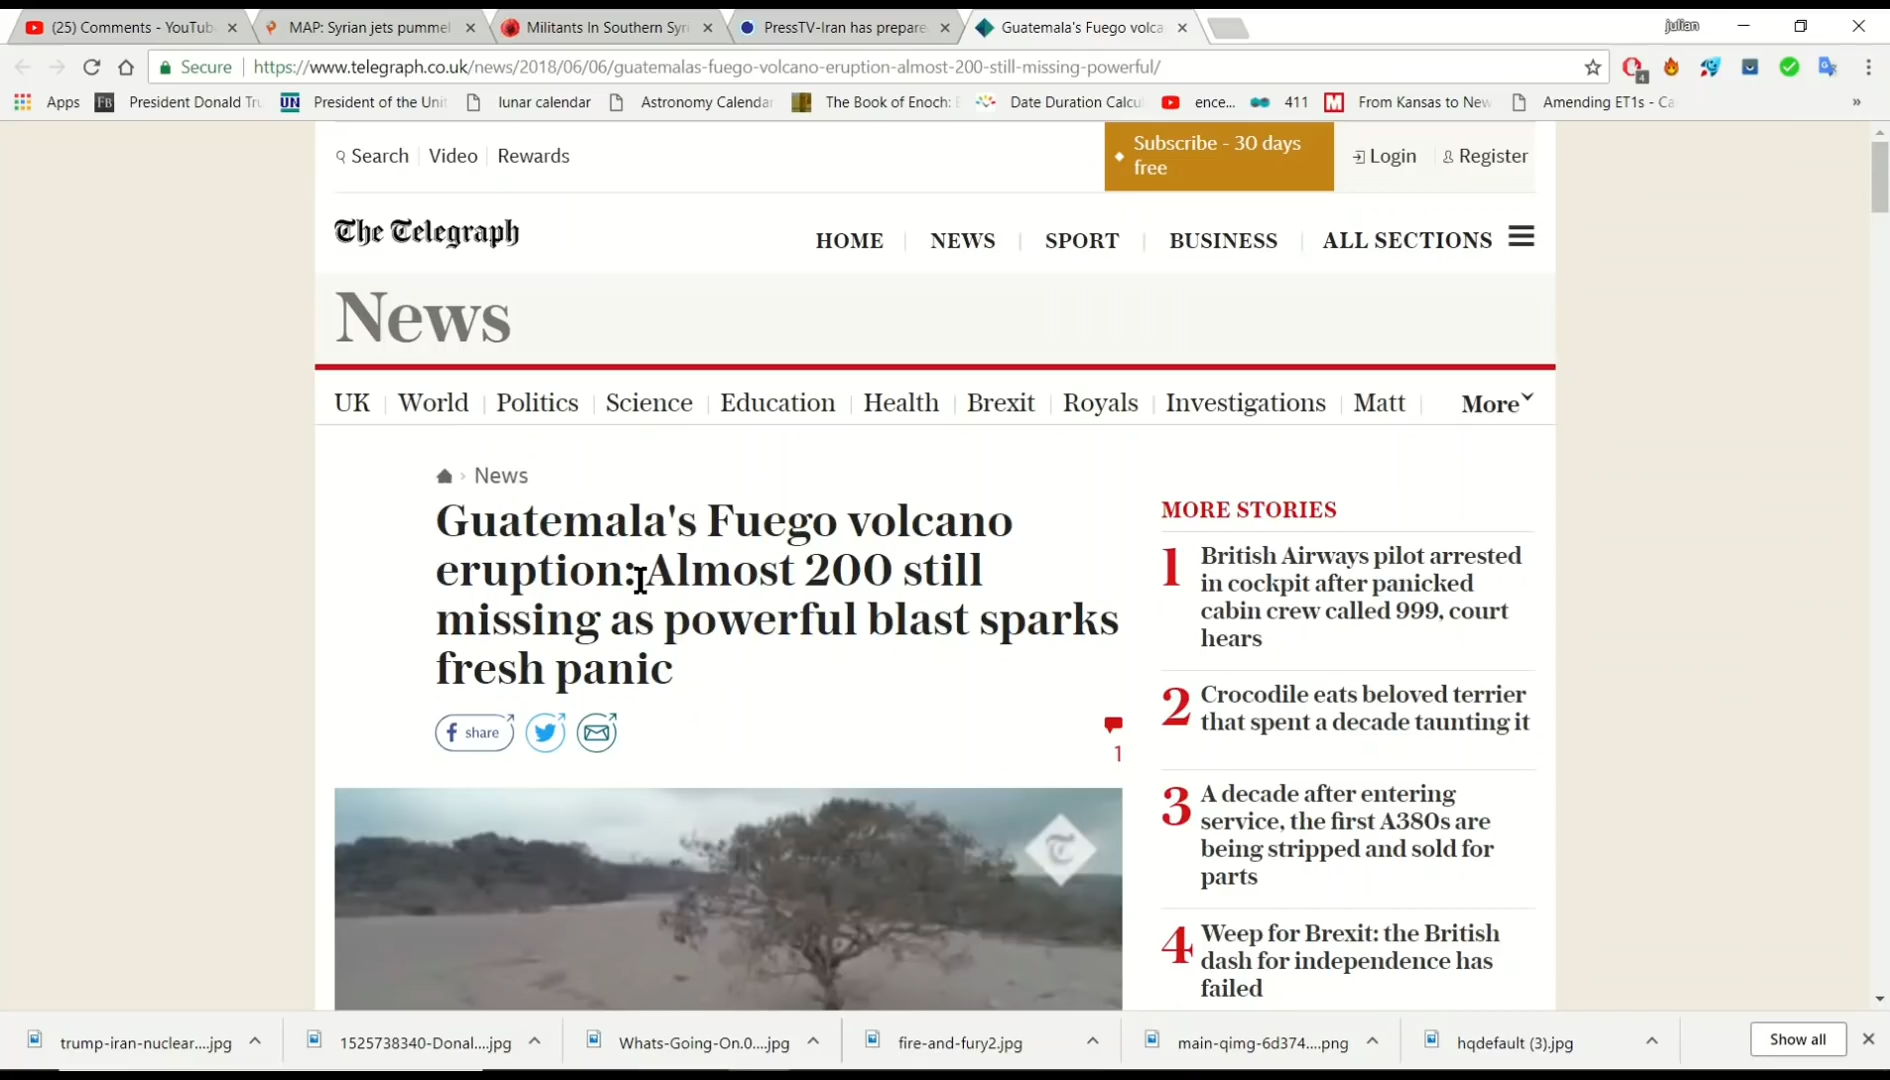 (25) Comments - YouTub
MAP: Syrian jets pummel
Militants In Southern Syri
PressTV-Iran has prepare
Guatemala's Fuego volca
julian
Secure
https://www.telegraph.co.uk/news/2018/06/06/guatemalas-fuego-volcano-eruption-almost-200-still-missing-powerful/
4
Apps
FB
President Donald Tru
UN
President of the Unit
lunar calendar
Astronomy Calendar
The Book of Enoch:
Date Duration Calcu
ence...
411
M
From Kansas to New
Amending ET1s - Ca
»
Search
Video
Rewards
Subscribe - 30 days
free
Login
Register
The Telegraph
HOME
NEWS
SPORT
BUSINESS
ALL SECTIONS
News
UK
World
Politics
Science
Education
Health
Brexit
Royals
Investigations
Matt
More
News
Guatemala's Fuego volcano
eruption: Almost 200 still
missing as powerful blast sparks
fresh panic
share
1
T
MORE STORIES
1
British Airways pilot arrested
in cockpit after panicked
cabin crew called 999, court
hears
2
Crocodile eats beloved terrier
that spent a decade taunting it
3
A decade after entering
service, the first A380s are
being stripped and sold for
parts
4
Weep for Brexit: the British
dash for independence has
failed
trump-iran-nuclear....jpg
1525738340-Donal....jpg
Whats-Going-On.0....jpg
fire-and-fury2.jpg
main-qimg-6d374....png
hqdefault (3).jpg
Show all